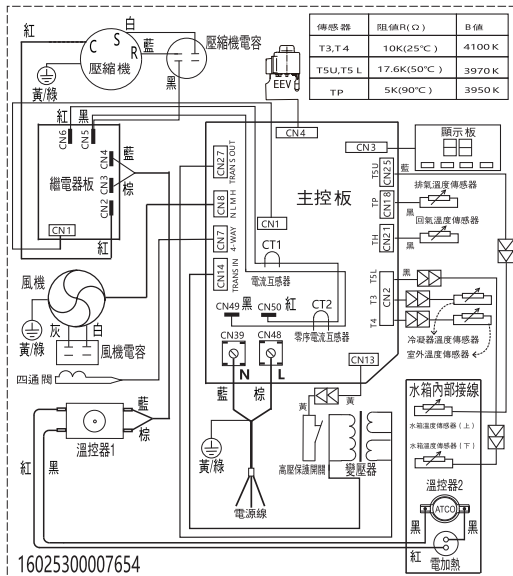 傳感器 阻值R(Ω) B值
T3,T4 10K(25℃) 4100 K
T5U,T5 L 17.6K(50℃) 3970 K
TP 5K(90℃) 3950 K
紅
白
C S R
壓縮機
藍
壓縮機電容
黃/綠
黑
EEV
CN4
紅 黑
CN6 CN5
CN4
CN3
CN2
CN1
繼電器板
藍
棕
紅
CN27 TRANS OUT
CN8 N L M H
CN7 4-WAY
CN14 TRANS IN
主控板
CN1
CT1
電流互感器
CN49 黑 CN50 紅 CT2
零序電流互感器
CN39 CN48
N L
CN13
CN3
顯示板
T5U CN25 藍
排氣溫度傳感器
TP CN18 黑
回氣溫度傳感器
TH CN21 黑
T5L 黑
T3 CN2
T4
冷凝器溫度傳感器
室外溫度傳感器
風機
黃/綠
灰 白
風機電容
四通閥
溫控器1
藍
棕
紅 黑
藍 棕
黃/綠
電源線
黃 黃
高壓保護開關
變壓器
水箱內部接線
水箱溫度傳感器(上)
水箱溫度傳感器(下)
溫控器2
ATCO
黑 黑
紅
電加熱
16025300007654